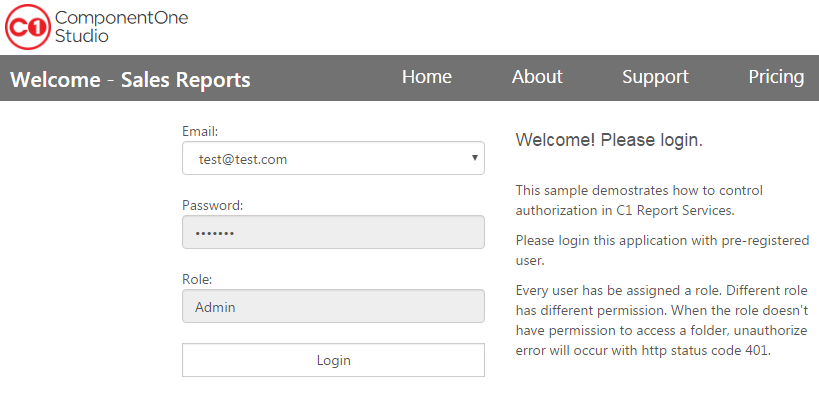 C1 ComponentOne
Studio
Welcome - Sales Reports Home About Support Pricing
Email:
test@test.com
Password:
•••••••
Role:
Admin
Login
Welcome! Please login.
This sample demostrates how to control
authorization in C1 Report Services.
Please login this application with pre-registered
user.
Every user has be assigned a role. Different role
has different permission. When the role doesn't
have permission to access a folder, unauthorize
error will occur with http status code 401.